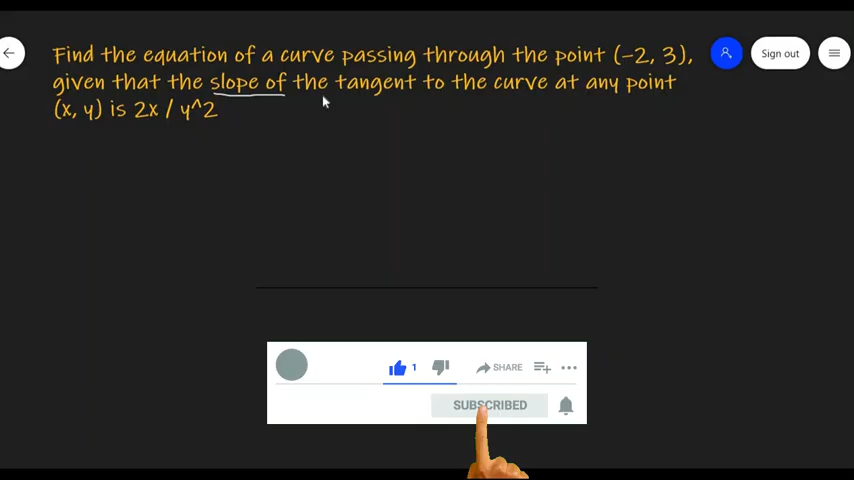 Find the equation of a curve passing through the point (-2, 3),
Sign out
given that the slope of the tangent to the curve at any point
(x, y) is 2x / y^2
1
SHARE
SUBSCRIBED